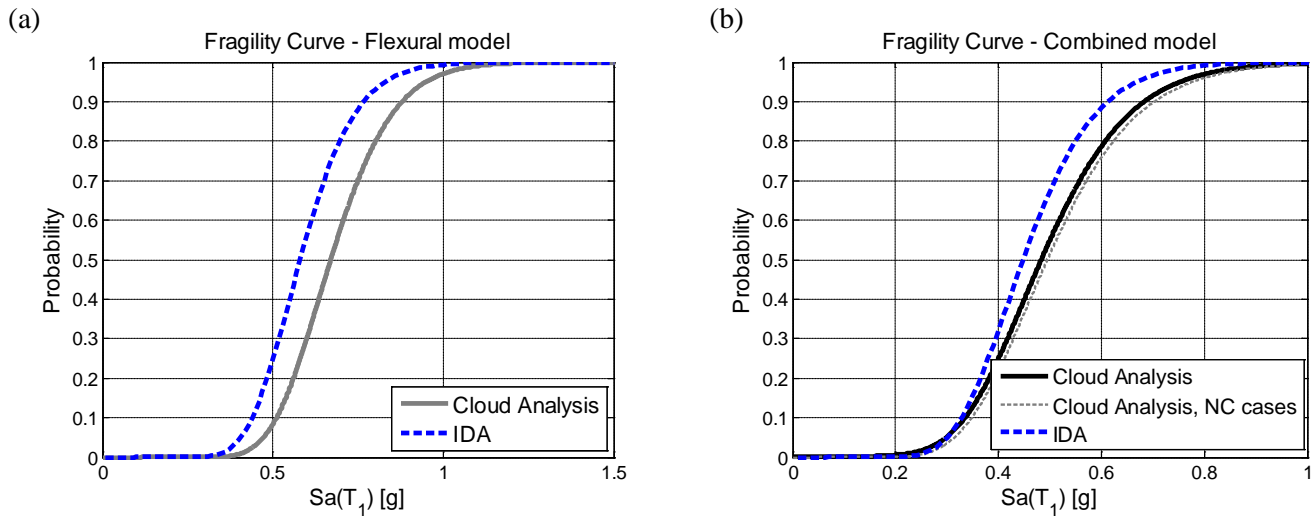 (a)
Fragility Curve - Flexural model
Probability
1
0.9
0.8
0.7
0.6
0.5
0.4
0.3
0.2
0.1
0
0
0.5
1
1.5
Sa(T1) [g]
Cloud Analysis
IDA
(b)
Fragility Curve - Combined model
Probability
1
0.9
0.8
0.7
0.6
0.5
0.4
0.3
0.2
0.1
0
0
0.2
0.4
0.6
0.8
1
Sa(T1) [g]
Cloud Analysis
Cloud Analysis, NC cases
IDA